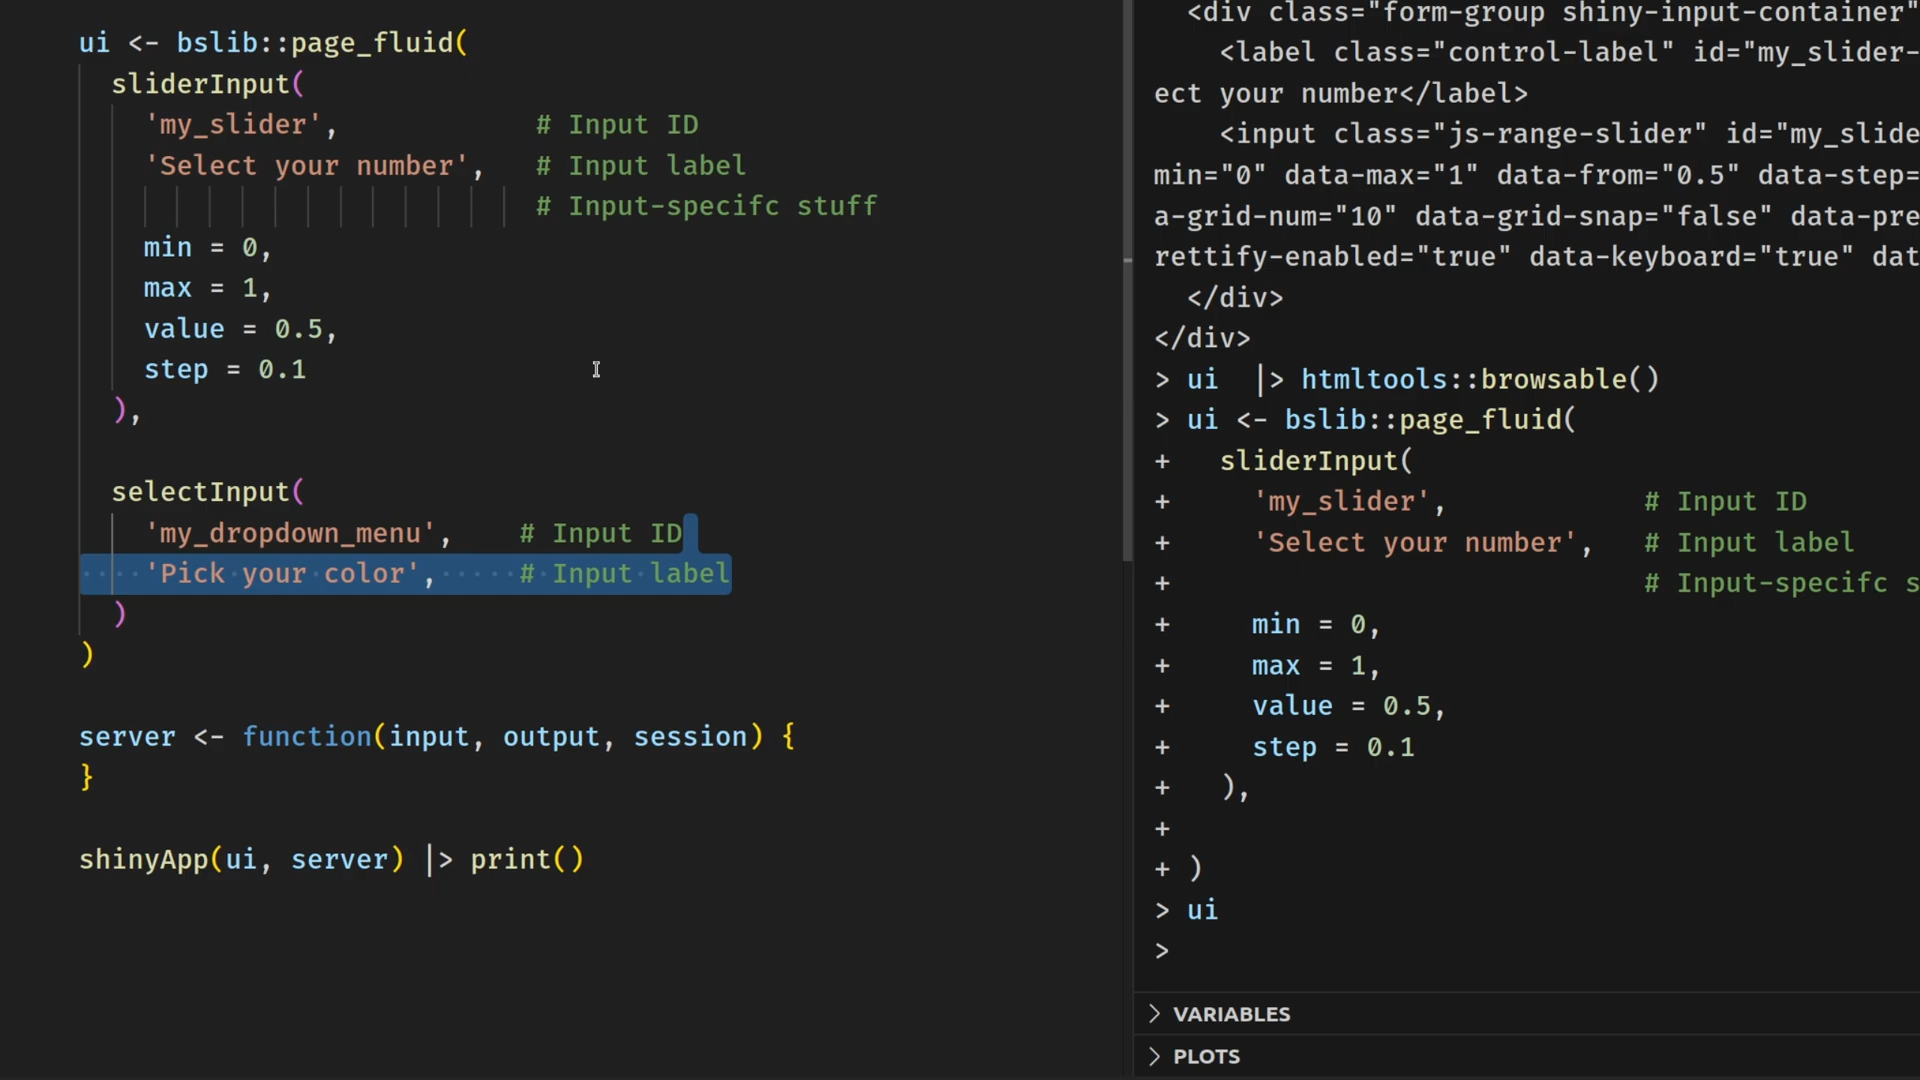 ui <- bslib::page_fluid(
  sliderInput(
    'my_slider',            # Input ID
    'Select your number',   # Input label
                            # Input-specifc stuff
    min = 0,
    max = 1,
    value = 0.5,
    step = 0.1
  ),

  selectInput(
    'my_dropdown_menu',    # Input ID
    'Pick your color',     # Input label
  )
)

server <- function(input, output, session) {
}

shinyApp(ui, server) |> print()

  <div class="form-group shiny-input-container"
    <label class="control-label" id="my_slider-
ect your number</label>
    <input class="js-range-slider" id="my_slide
min="0" data-max="1" data-from="0.5" data-step=
a-grid-num="10" data-grid-snap="false" data-pre
rettify-enabled="true" data-keyboard="true" dat
  </div>
</div>
> ui  |> htmltools::browsable()
> ui <- bslib::page_fluid(
+   sliderInput(
+     'my_slider',            # Input ID
+     'Select your number',   # Input label
+                             # Input-specifc s
+     min = 0,
+     max = 1,
+     value = 0.5,
+     step = 0.1
+   ),
+
+ )
> ui
>
VARIABLES
PLOTS